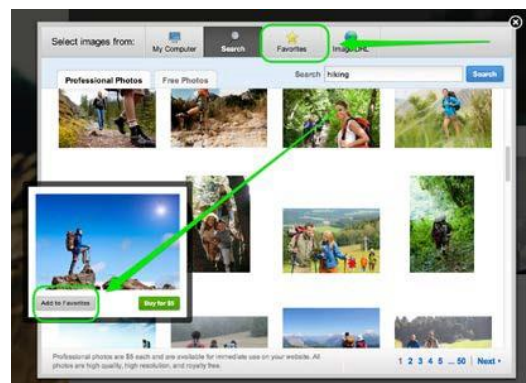 Select images from:
My Computer
Search
Favorites
Image URL
Professional Photos
Free Photos
Search
hiking
Search
Add to Favorites
Buy for $5
Professional photos are $5 each and are available for immediate use on your website. All
photos are high quality, high resolution, and royalty free.
1 2 3 4 5 ... 50 Next